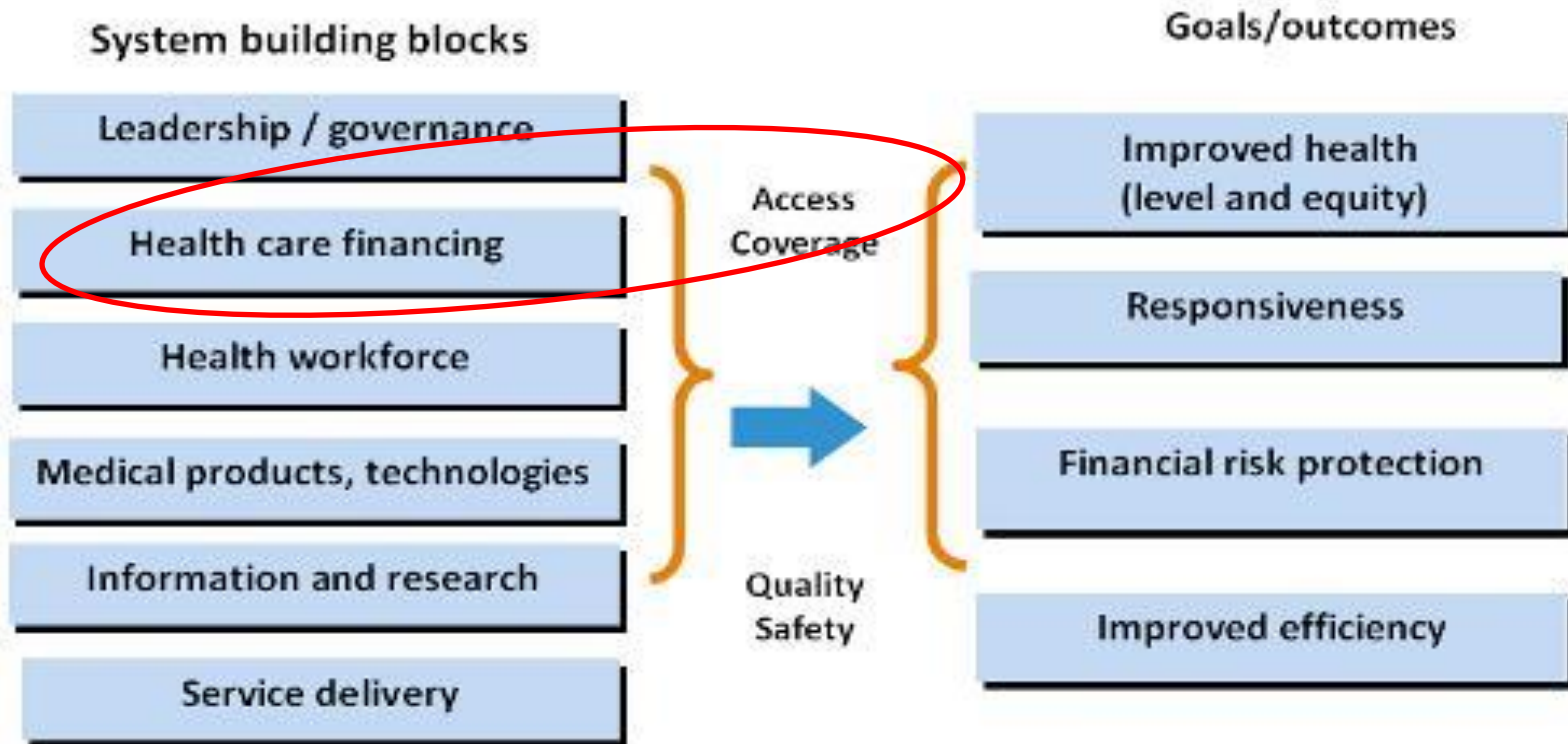 System building blocks
Leadership / governance
Health care financing
Health workforce
Medical products, technologies
Information and research
Service delivery
Access
Coverage
Quality
Safety
Goals/outcomes
Improved health
(level and equity)
Responsiveness
Financial risk protection
Improved efficiency